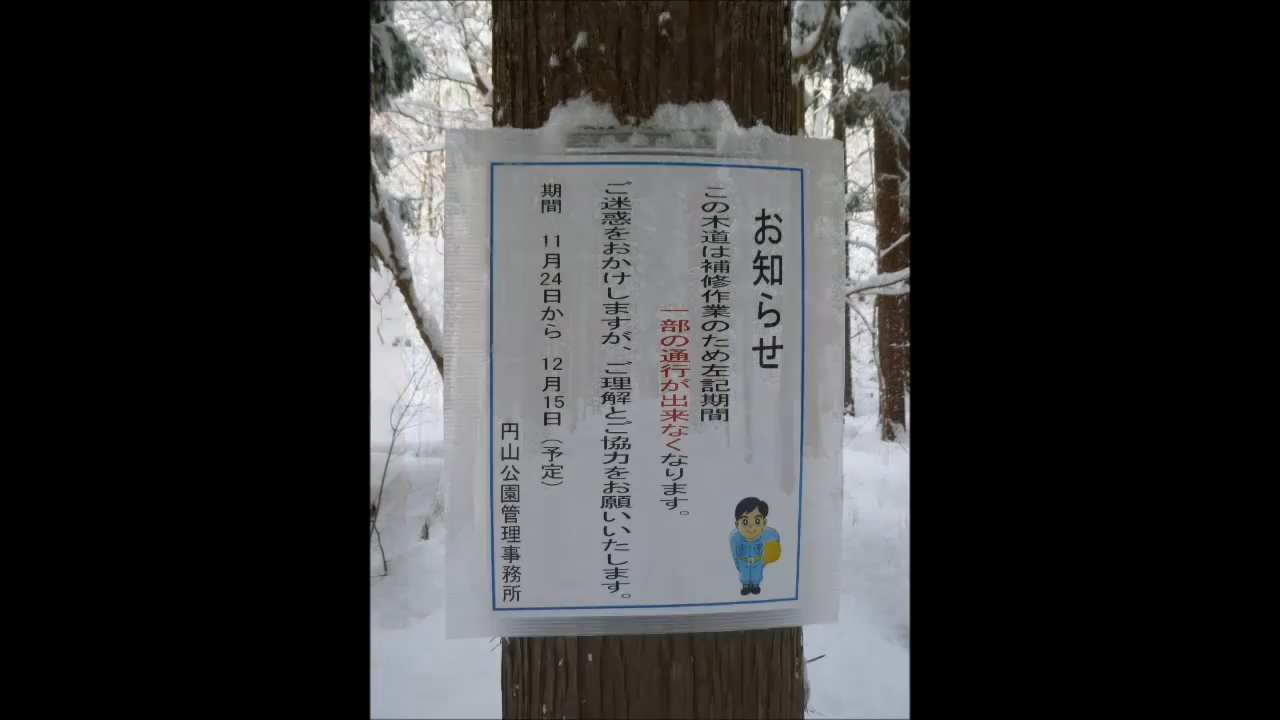 お知らせ
この木道は補修作業のため左記期間
一部の通行が出来なくなります。
ご迷惑をおかけしますが、ご理解とご協力をお願いいたします。
期間 11月24日から 12月15日(予定)
円山公園管理事務所